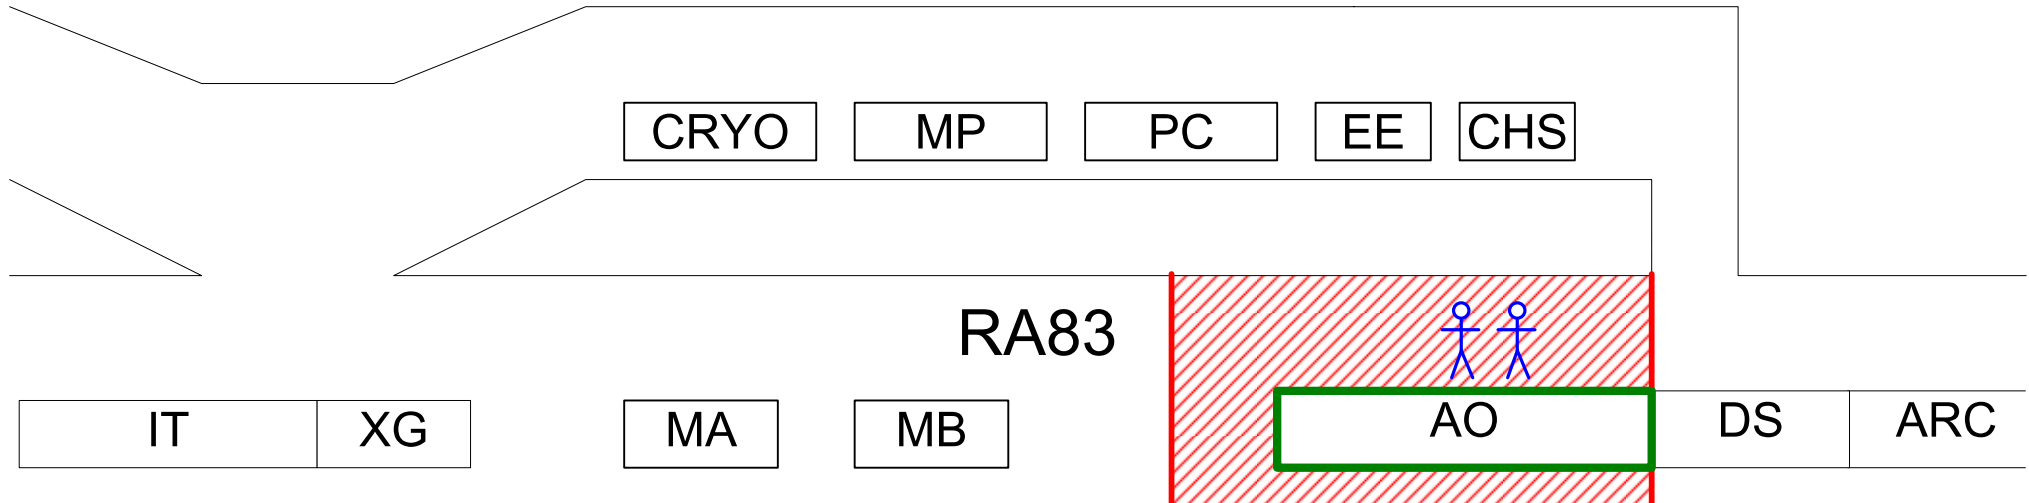 CRYO MP PC EE CHS
RA83
IT XG MA MB AO DS ARC